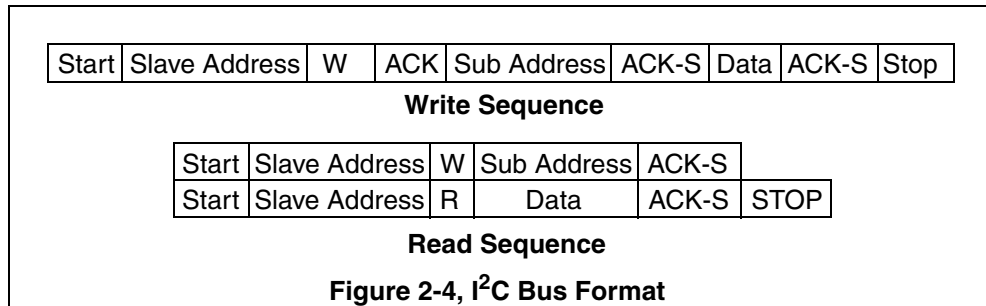 Start Slave Address W ACK Sub Address ACK-S Data ACK-S Stop
Write Sequence
Start Slave Address W Sub Address ACK-S
Start Slave Address R Data ACK-S STOP
Read Sequence
Figure 2-4, I²C Bus Format